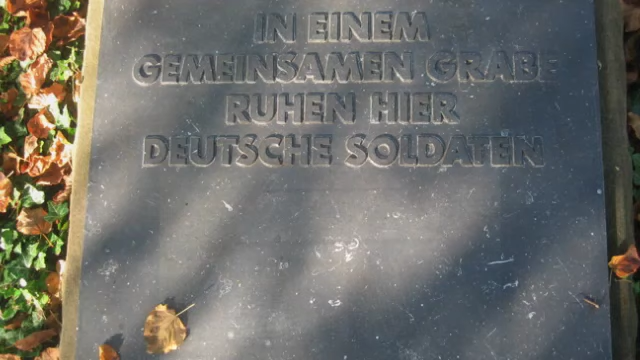 IN EINEM
GEMEINSAMEN GRABE
RUHEN HIER
DEUTSCHE SOLDATEN